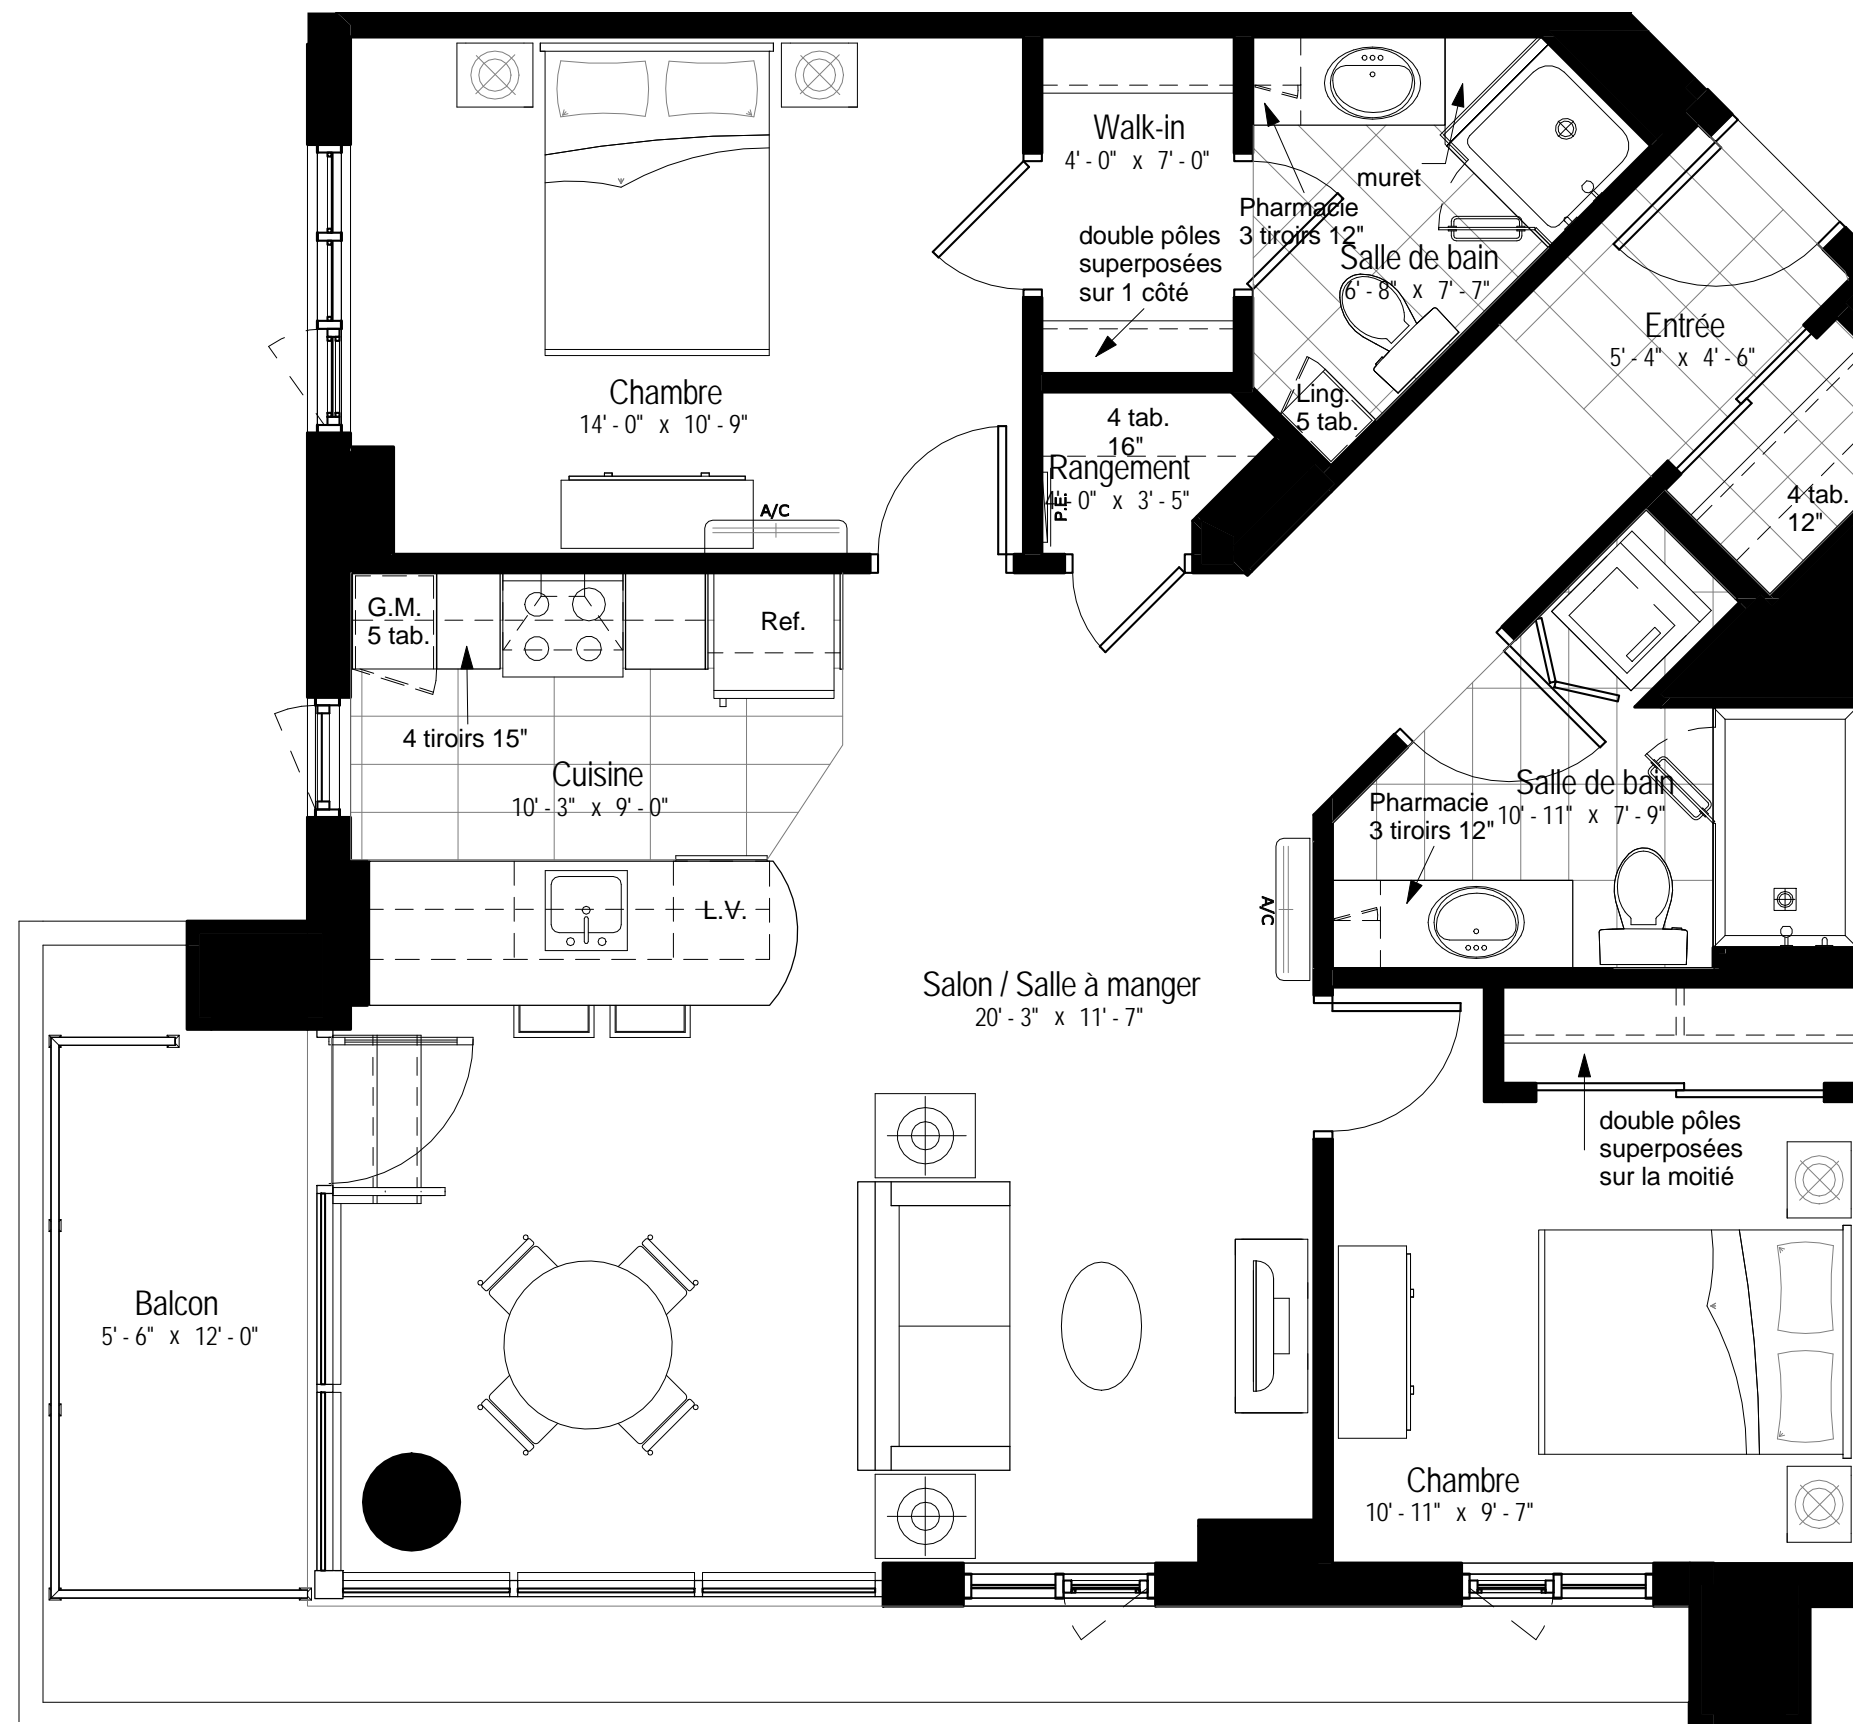 Walk-in
4' - 0" x 7' - 0"
muret
Pharmacie
3 tiroirs 12"
double pôles
superposées
sur 1 côté
Salle de bain
6' - 8" x 7' - 7"
Entrée
5' - 4" x 4' - 6"
Chambre
14' - 0" x 10' - 9"
Ling.
5 tab.
4 tab.
16"
Rangement
4' - 0" x 3' - 5"
P.E.
4 tab.
12"
A/C
G.M.
5 tab.
Ref.
4 tiroirs 15"
Cuisine
10' - 3" x 9' - 0"
Salle de bain
10' - 11" x 7' - 9"
Pharmacie
3 tiroirs 12"
L.V.
A/C
Salon / Salle à manger
20' - 3" x 11' - 7"
double pôles
superposées
sur la moitié
Balcon
5' - 6" x 12' - 0"
Chambre
10' - 11" x 9' - 7"